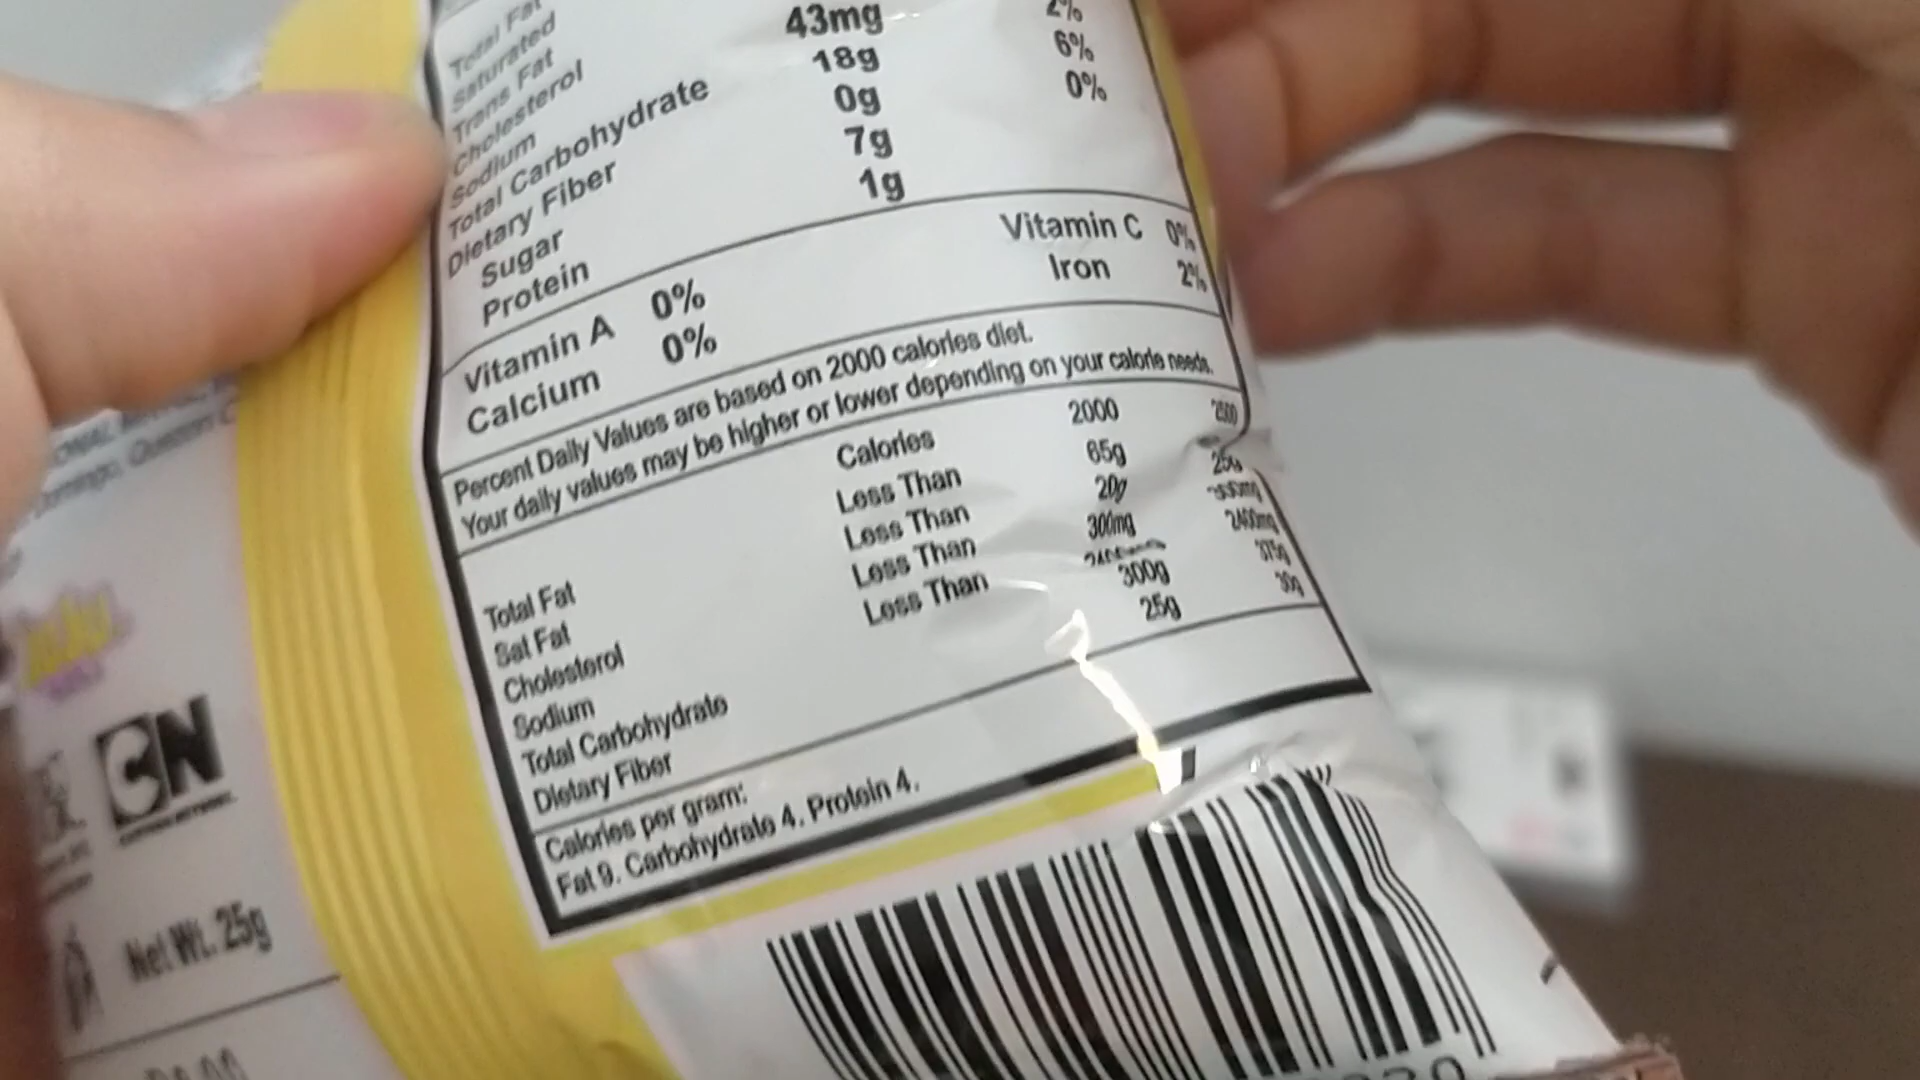 Total Fat
Saturated
Trans Fat
Cholesterol
Sodium 43mg 2%
Total Carbohydrate 18g 6%
Dietary Fiber 0g 0%
Sugar 7g
Protein 1g
Vitamin A 0% Vitamin C 0%
Calcium 0% Iron 2%
Percent Daily Values are based on 2000 calories diet.
Your daily values may be higher or lower depending on your calorie needs.
Calories 2000 2500
Total Fat Less Than 65g
Sat Fat Less Than 20g 25g
Cholesterol Less Than 300mg 300mg
Sodium Less Than 2400mg
Total Carbohydrate 300g 375g
Dietary Fiber 25g 30g
Calories per gram:
Fat 9. Carbohydrate 4. Protein 4.
CN
Net Wt. 25g